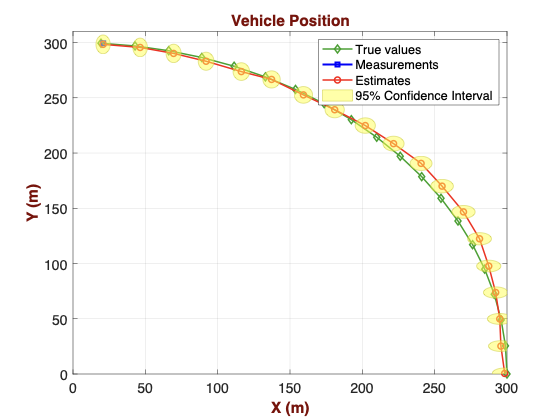 Vehicle Position
True values
Measurements
Estimates
95% Confidence Interval
300
250
200
150
100
50
0
Y (m)
0 50 100 150 200 250 300
X (m)